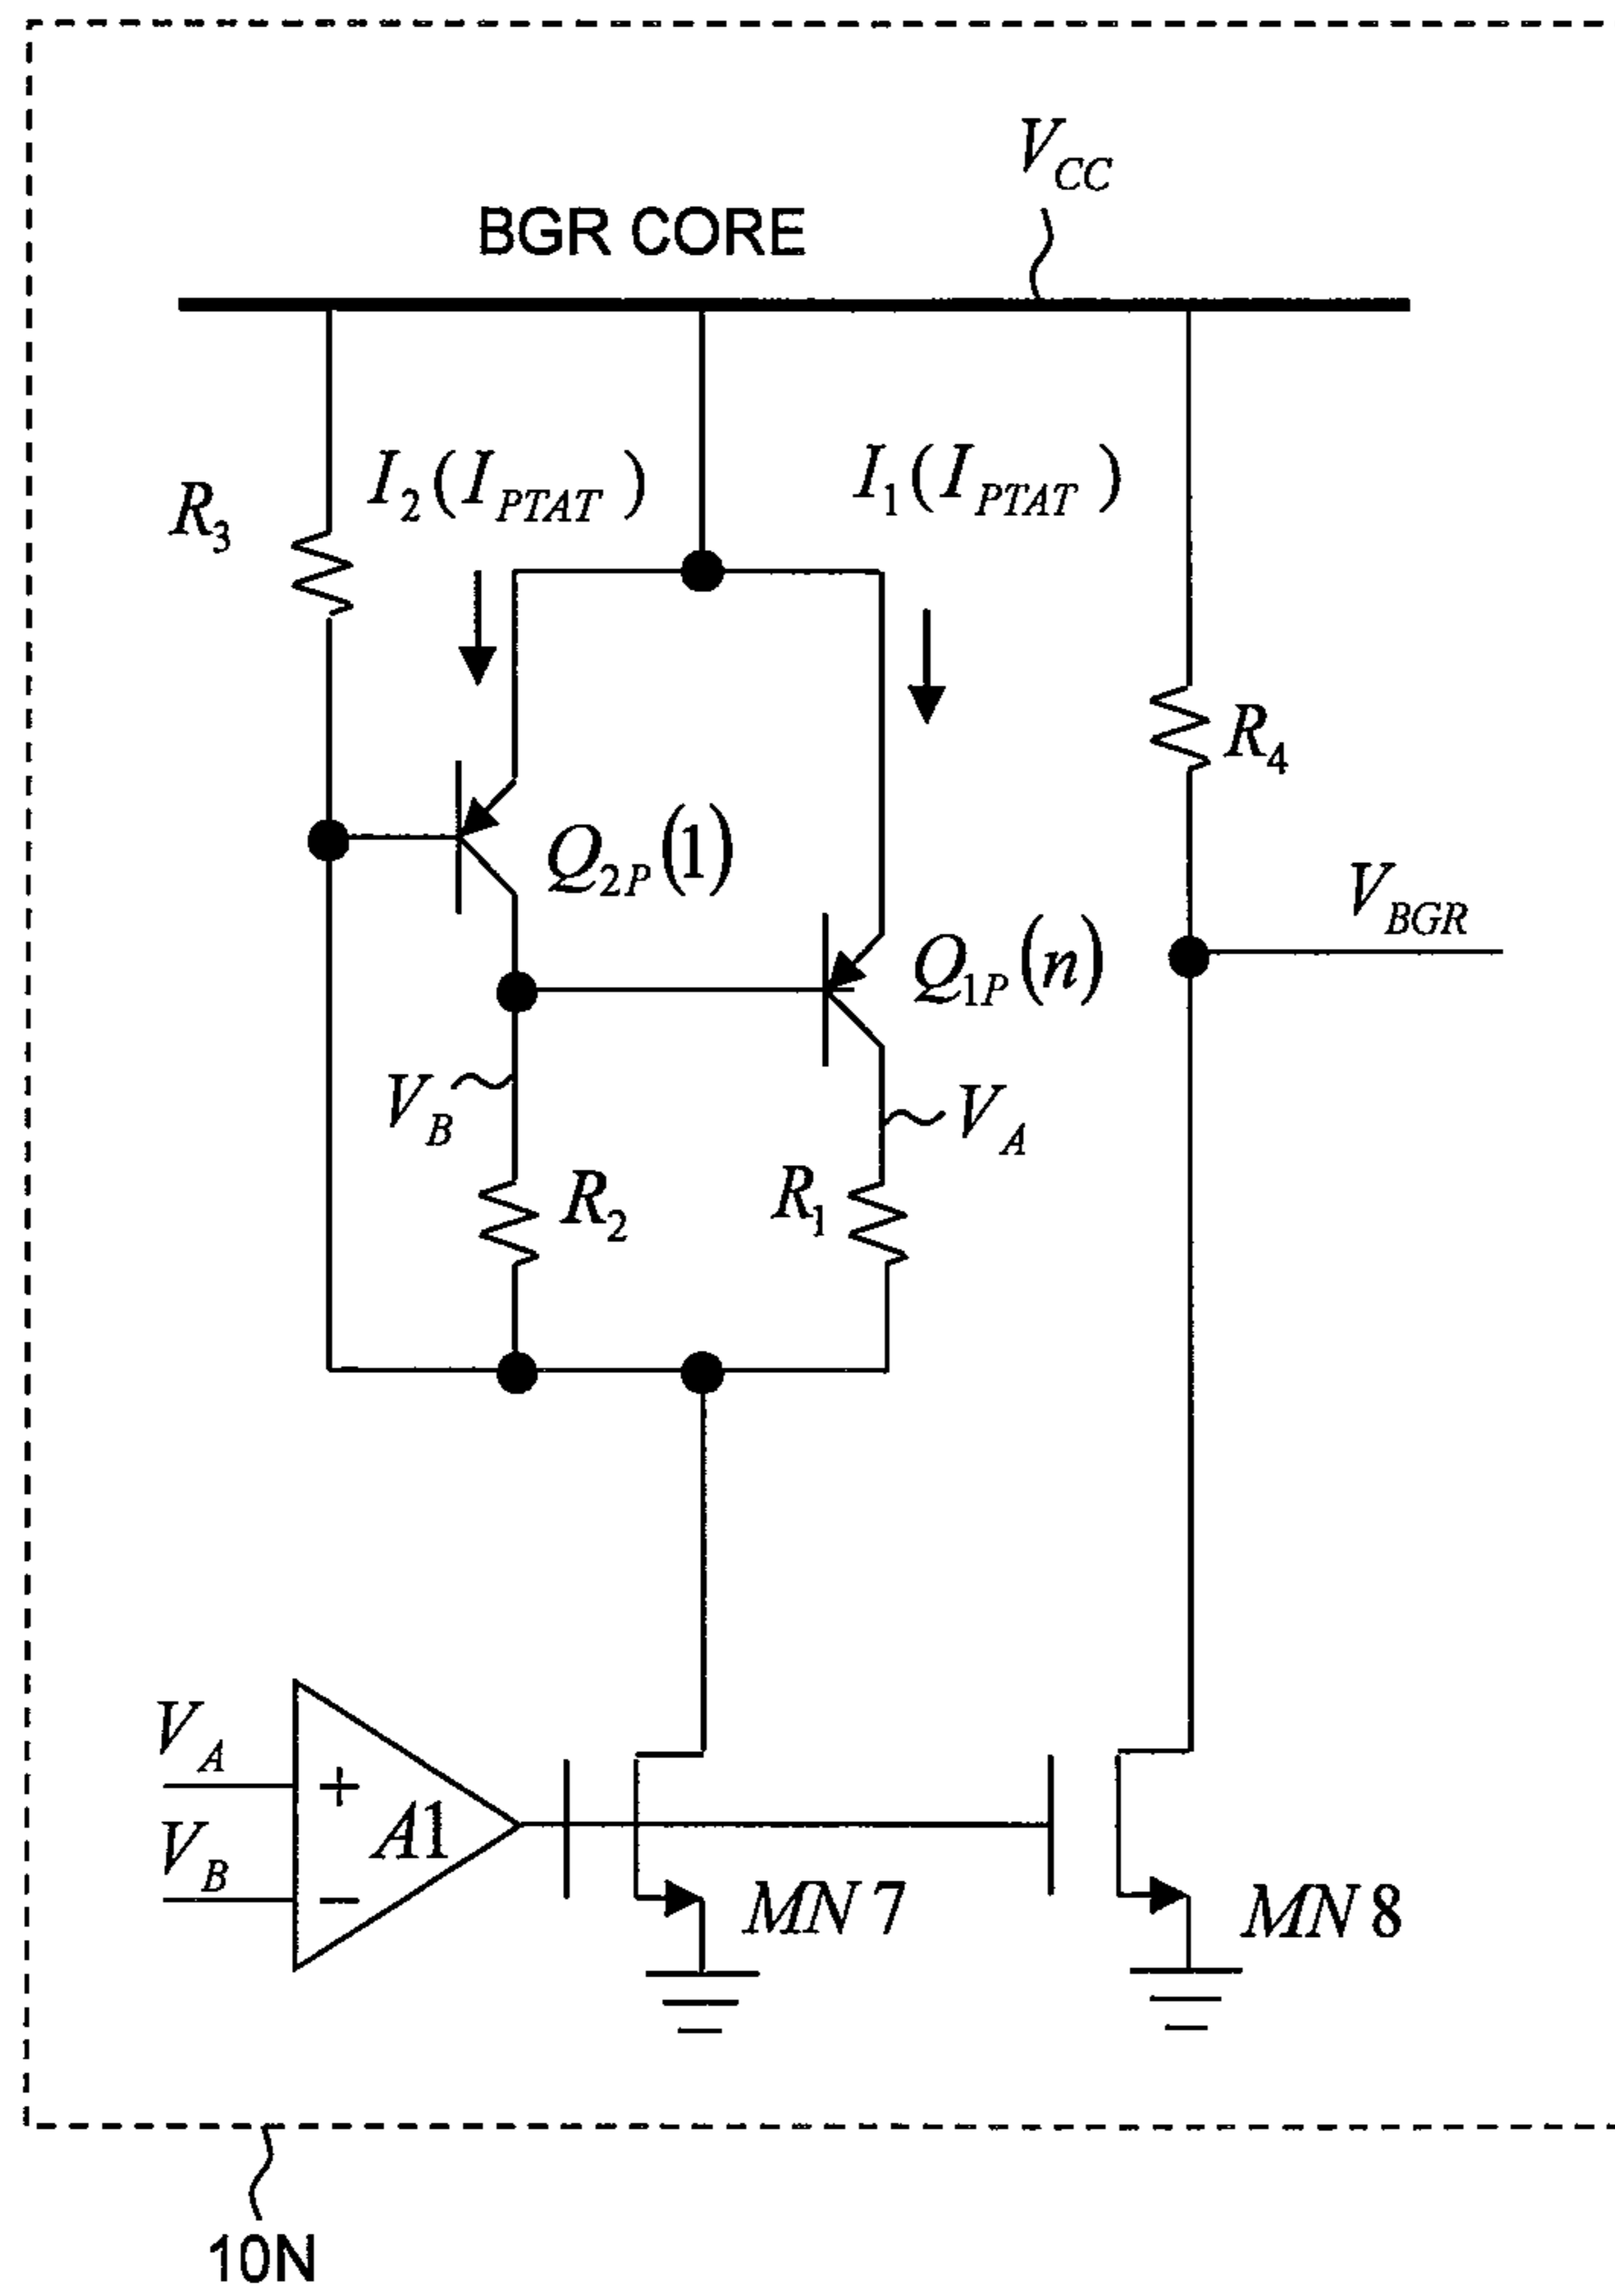 V_CC
BGR CORE
R_3
I_2(I_PTAT)
I_1(I_PTAT)
R_4
Q_2P(1)
V_BGR
Q_1P(n)
V_B
V_A
R_2
R_1
V_A
+
A1
V_B
−
MN7
MN8
10N